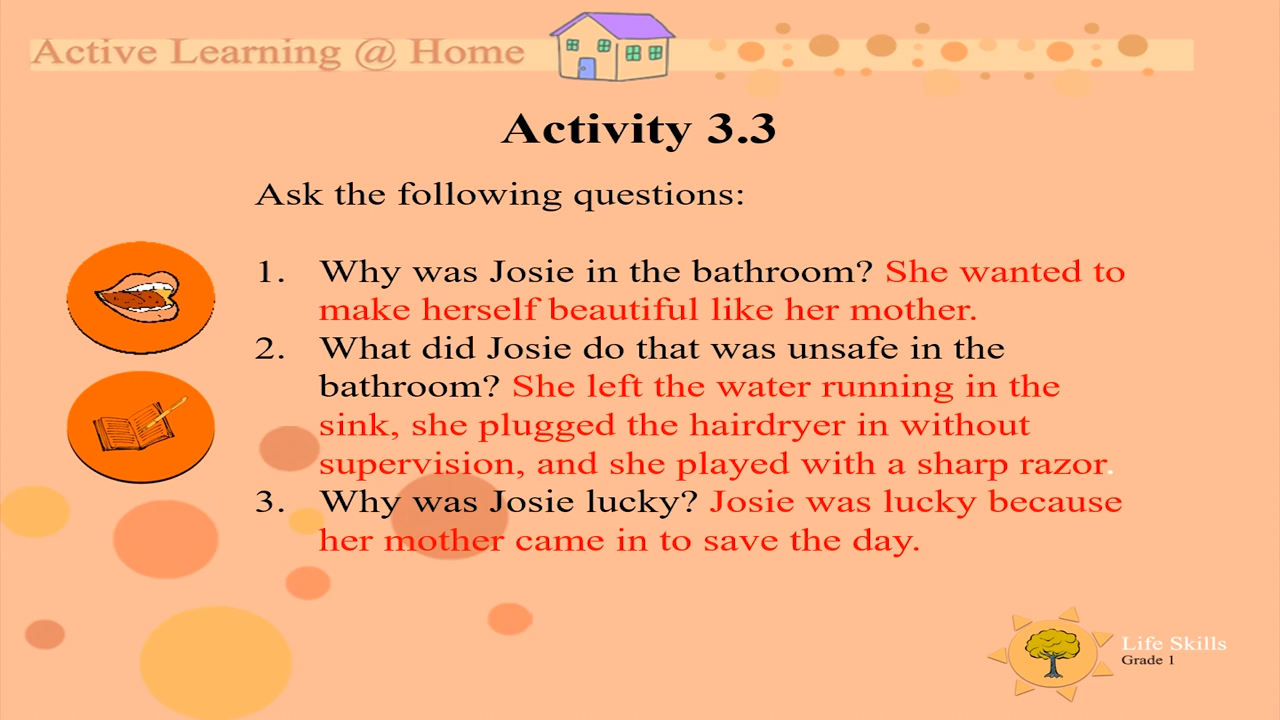 Active Learning @ Home
Activity 3.3
Ask the following questions:
1. Why was Josie in the bathroom? She wanted to
make herself beautiful like her mother.
2. What did Josie do that was unsafe in the
bathroom? She left the water running in the
sink, she plugged the hairdryer in without
supervision, and she played with a sharp razor.
3. Why was Josie lucky? Josie was lucky because
her mother came in to save the day.
Life Skills
Grade 1